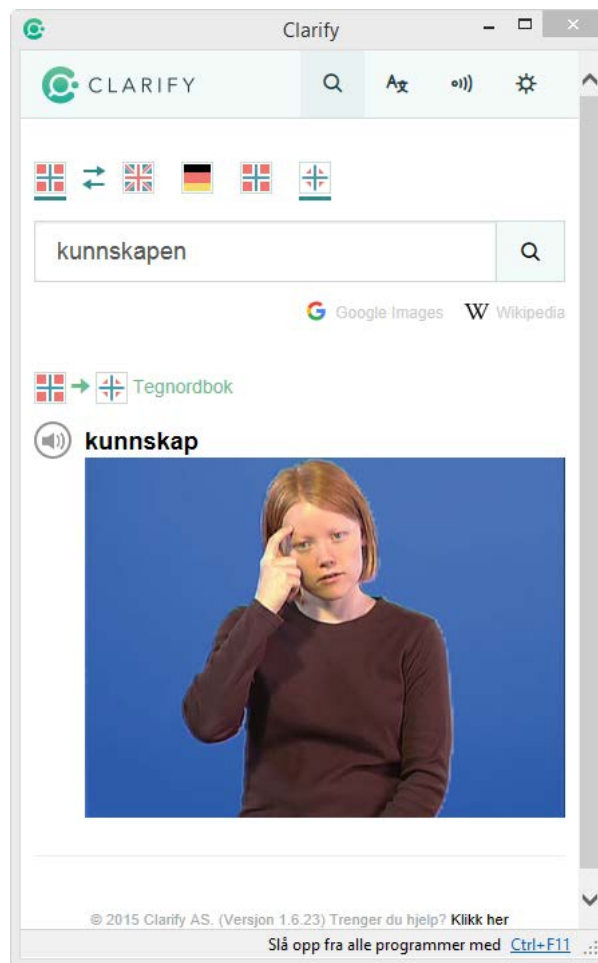 Clarify
CLARIFY
kunnskapen
Google Images W Wikipedia
Tegnordbok
kunnskap
© 2015 Clarify AS. (Versjon 1.6.23) Trenger du hjelp? Klikk her
Slå opp fra alle programmer med Ctrl+F11